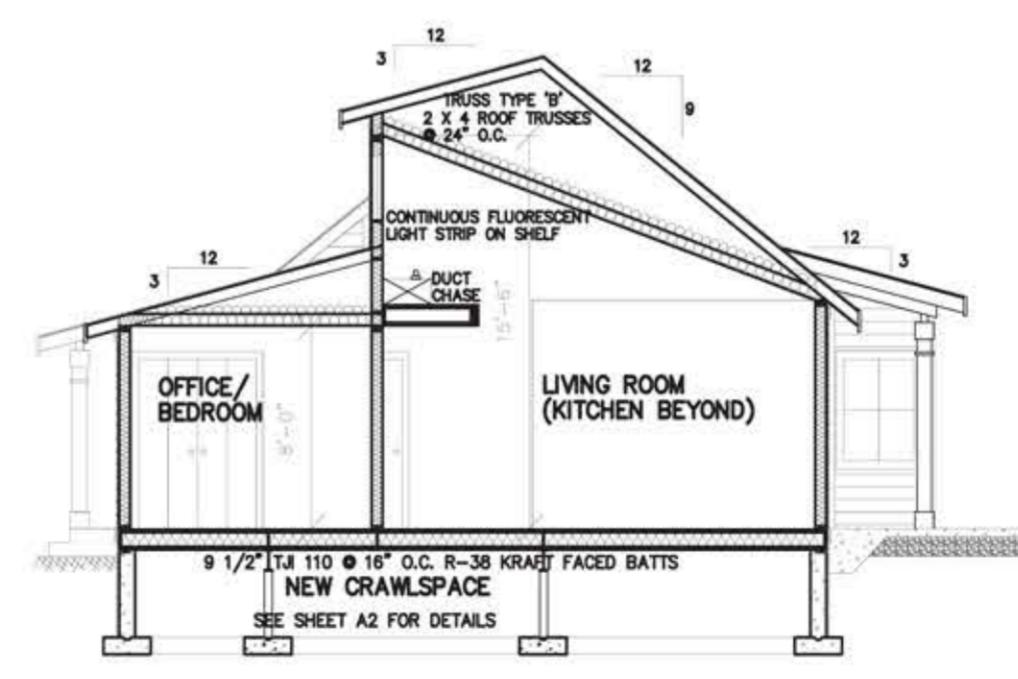 12
3
12
9
TRUSS TYPE 'B'
2 X 4 ROOF TRUSSES
@ 24" O.C.
CONTINUOUS FLUORESCENT
LIGHT STRIP ON SHELF
12
3
12
3
DUCT
CHASE
15'-6"
OFFICE/
BEDROOM
8'-0"
LIVING ROOM
(KITCHEN BEYOND)
9 1/2" TJI 110 @ 16" O.C. R-38 KRAFT FACED BATTS
NEW CRAWLSPACE
SEE SHEET A2 FOR DETAILS